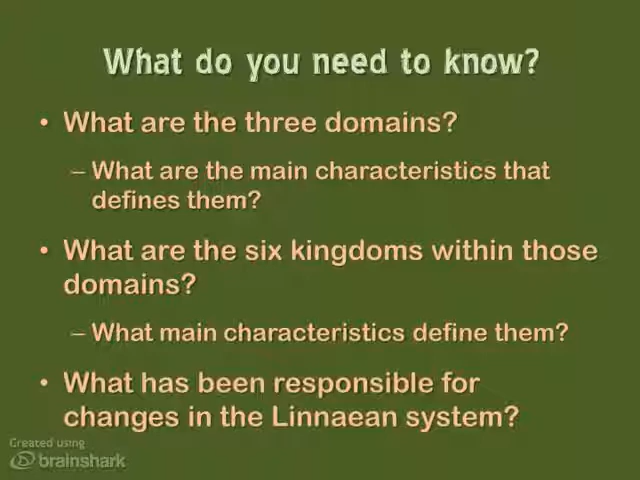 What do you need to know?
• What are the three domains?
– What are the main characteristics that
defines them?
• What are the six kingdoms within those
domains?
– What main characteristics define them?
• What has been responsible for
changes in the Linnaean system?
Created using
brainshark